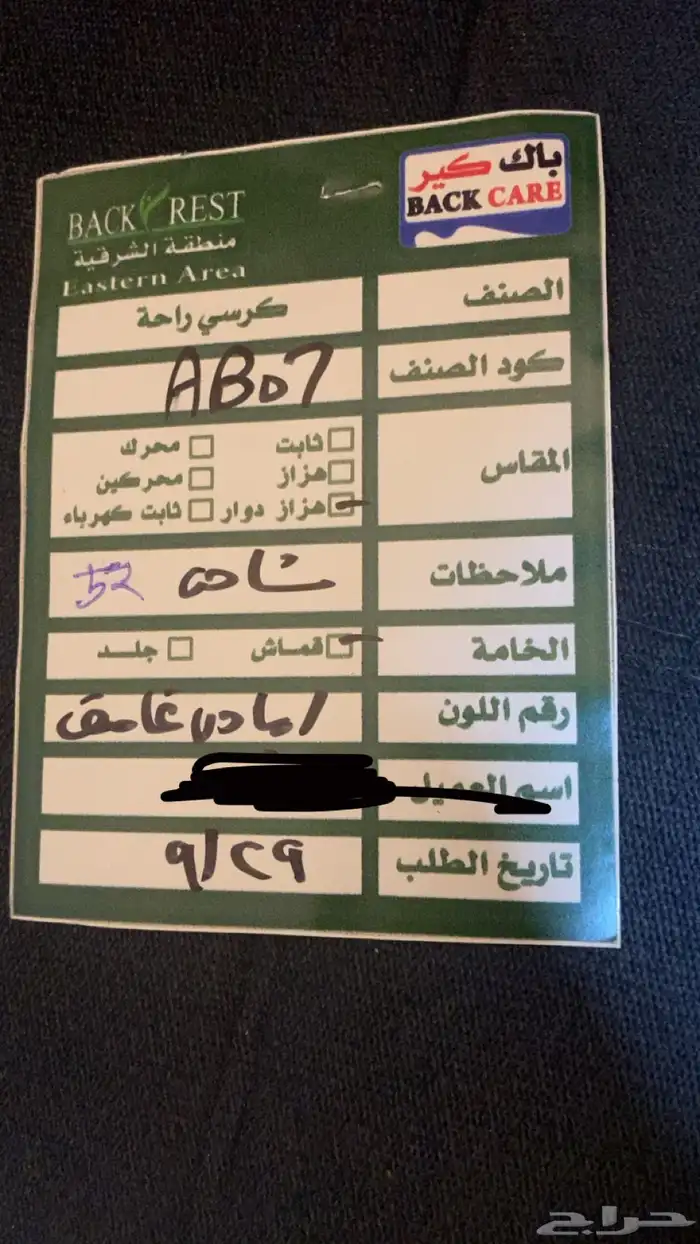 باك كير
BACK CARE
BACK REST
منطقة الشرقية
Eastern Area
الصنف كرسي راحة
كود الصنف AB07
المقاس
ثابت محرك
هزاز محركين
هزاز دوار ثابت كهرباء
ملاحظات
الخامة قماش جلد
رقم اللون رمادي غامق
اسم العميل
تاريخ الطلب ٩/٢٩
حراج